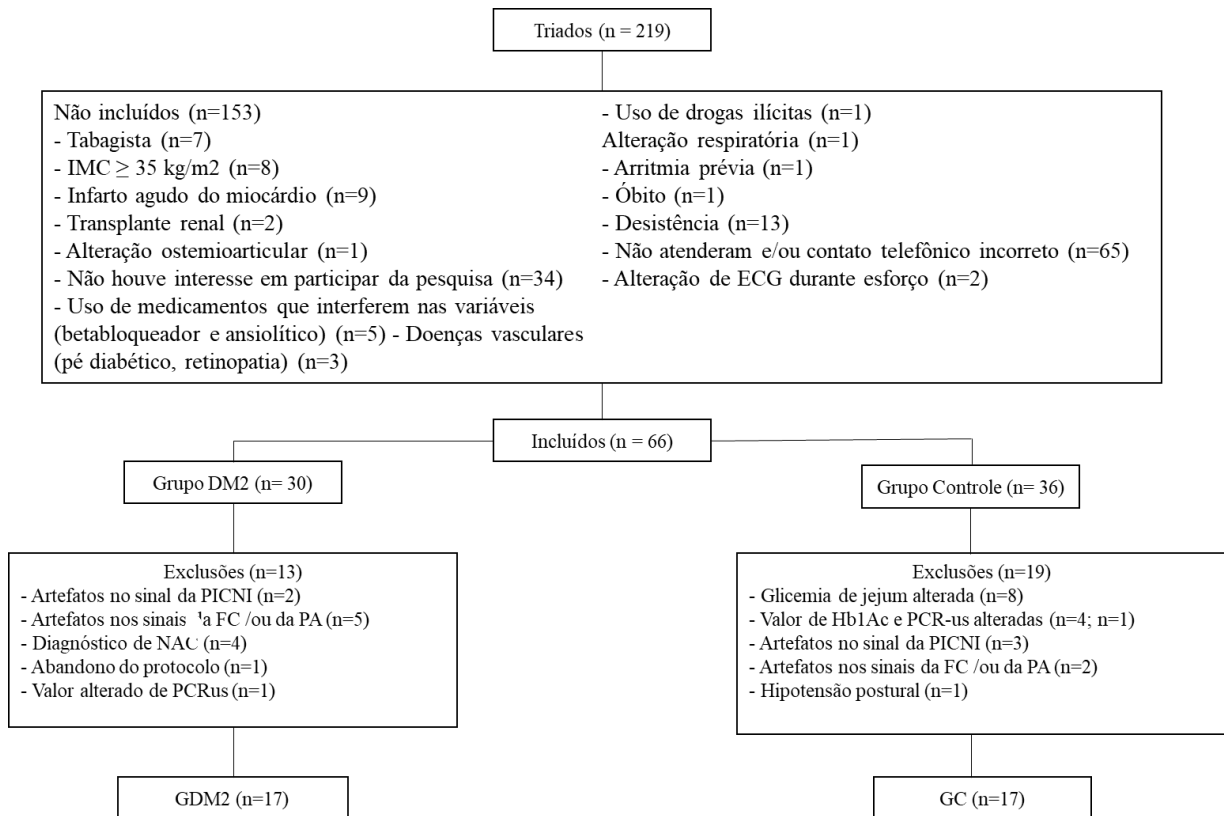 Triados (n = 219)
Não incluídos (n=153)
- Tabagista (n=7)
- IMC ≥ 35 kg/m2 (n=8)
- Infarto agudo do miocárdio (n=9)
- Transplante renal (n=2)
- Alteração ostemioarticular (n=1)
- Não houve interesse em participar da pesquisa (n=34)
- Uso de medicamentos que interferem nas variáveis
(betabloqueador e ansiolítico) (n=5) - Doenças vasculares
(pé diabético, retinopatia) (n=3)
- Uso de drogas ilícitas (n=1)
Alteração respiratória (n=1)
- Arritmia prévia (n=1)
- Óbito (n=1)
- Desistência (n=13)
- Não atenderam e/ou contato telefônico incorreto (n=65)
- Alteração de ECG durante esforço (n=2)
Incluídos (n = 66)
Grupo DM2 (n= 30)
Grupo Controle (n= 36)
Exclusões (n=13)
- Artefatos no sinal da PICNI (n=2)
- Artefatos nos sinais da FC /ou da PA (n=5)
- Diagnóstico de NAC (n=4)
- Abandono do protocolo (n=1)
- Valor alterado de PCRus (n=1)
Exclusões (n=19)
- Glicemia de jejum alterada (n=8)
- Valor de Hb1Ac e PCR-us alteradas (n=4; n=1)
- Artefatos no sinal da PICNI (n=3)
- Artefatos nos sinais da FC /ou da PA (n=2)
- Hipotensão postural (n=1)
GDM2 (n=17)
GC (n=17)